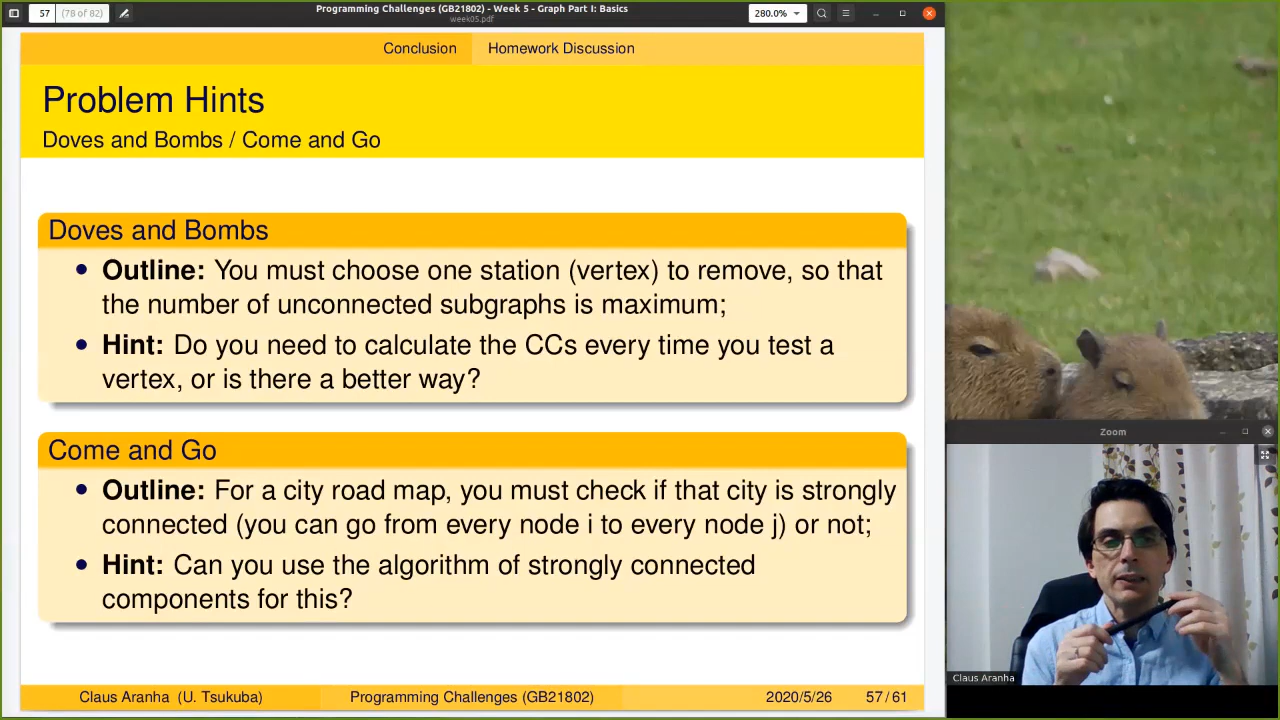 57 (78 of 82)
Programming Challenges (GB21802) - Week 5 - Graph Part I: Basics
week05.pdf
280.0%
Conclusion Homework Discussion
Problem Hints
Doves and Bombs / Come and Go
Doves and Bombs
• Outline: You must choose one station (vertex) to remove, so that
the number of unconnected subgraphs is maximum;
• Hint: Do you need to calculate the CCs every time you test a
vertex, or is there a better way?
Come and Go
• Outline: For a city road map, you must check if that city is strongly
connected (you can go from every node i to every node j) or not;
• Hint: Can you use the algorithm of strongly connected
components for this?
Claus Aranha (U. Tsukuba) Programming Challenges (GB21802) 2020/5/26 57/61
Zoom
Claus Aranha